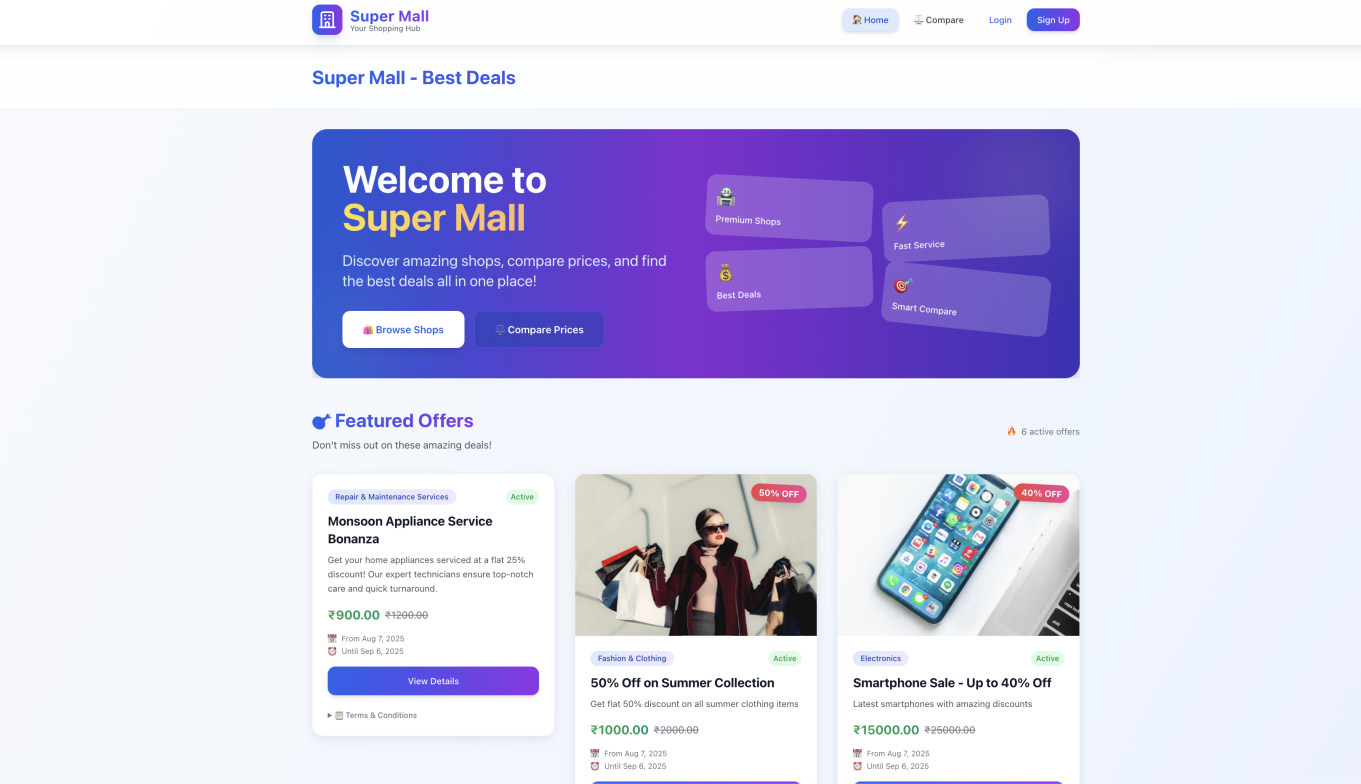 Super Mall
Your Shopping Hub
Home
Compare
Login
Sign Up
Super Mall - Best Deals
Welcome to
Super Mall
Discover amazing shops, compare prices, and find
the best deals all in one place!
Browse Shops
Compare Prices
Premium Shops
Fast Service
Best Deals
Smart Compare
Featured Offers
Don't miss out on these amazing deals!
6 active offers
Repair & Maintenance Services
Active
Monsoon Appliance Service
Bonanza
Get your home appliances serviced at a flat 25%
discount! Our expert technicians ensure top-notch
care and quick turnaround.
₹900.00 ₹1200.00
From Aug 7, 2025
Until Sep 6, 2025
View Details
Terms & Conditions
50% OFF
Fashion & Clothing
Active
50% Off on Summer Collection
Get flat 50% discount on all summer clothing items
₹1000.00 ₹2000.00
From Aug 7, 2025
Until Sep 6, 2025
40% OFF
Electronics
Active
Smartphone Sale - Up to 40% Off
Latest smartphones with amazing discounts
₹15000.00 ₹25000.00
From Aug 7, 2025
Until Sep 6, 2025